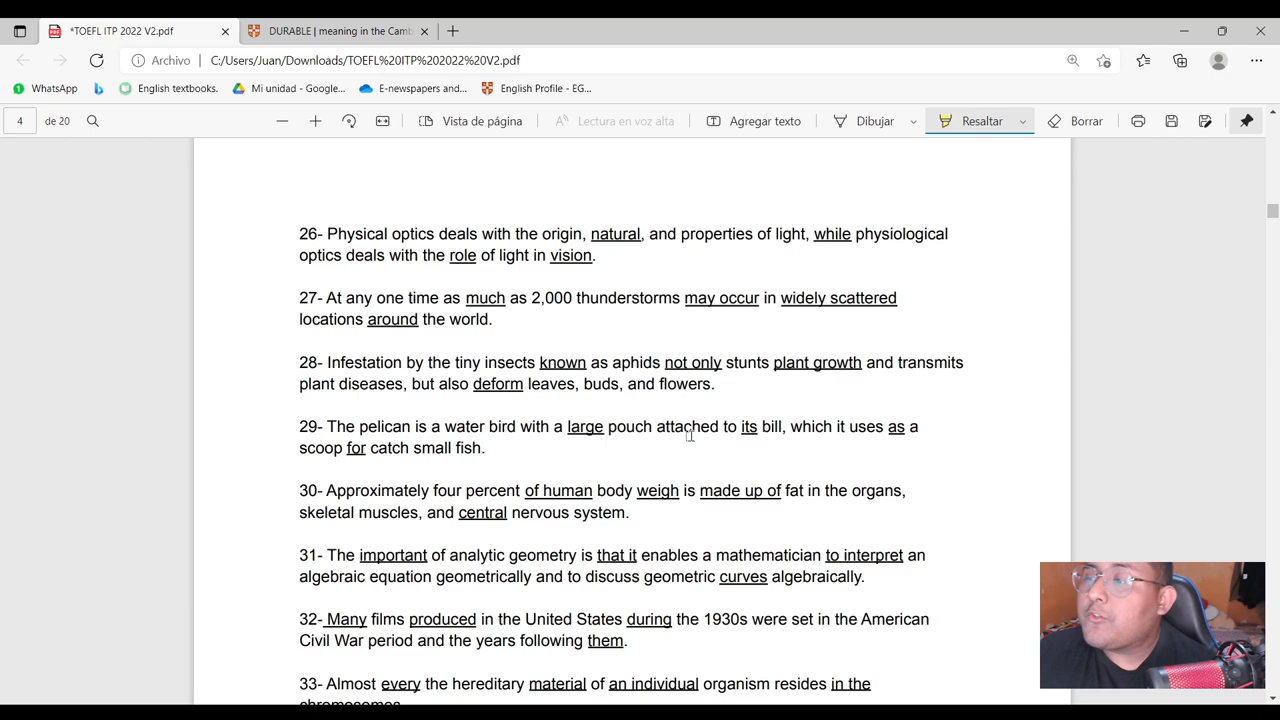 *TOEFL ITP 2022 V2.pdf
DURABLE | meaning in the Camb
Archivo
C:/Users/Juan/Downloads/TOEFL%20ITP%202022%20V2.pdf
WhatsApp
English textbooks.
Mi unidad - Google...
E-newspapers and...
English Profile - EG...
4 de 20
Vista de página
Lectura en voz alta
Agregar texto
Dibujar
Resaltar
Borrar
26- Physical optics deals with the origin, natural, and properties of light, while physiological
optics deals with the role of light in vision.
27- At any one time as much as 2,000 thunderstorms may occur in widely scattered
locations around the world.
28- Infestation by the tiny insects known as aphids not only stunts plant growth and transmits
plant diseases, but also deform leaves, buds, and flowers.
29- The pelican is a water bird with a large pouch attached to its bill, which it uses as a
scoop for catch small fish.
30- Approximately four percent of human body weigh is made up of fat in the organs,
skeletal muscles, and central nervous system.
31- The important of analytic geometry is that it enables a mathematician to interpret an
algebraic equation geometrically and to discuss geometric curves algebraically.
32- Many films produced in the United States during the 1930s were set in the American
Civil War period and the years following them.
33- Almost every the hereditary material of an individual organism resides in the
chromosomes.